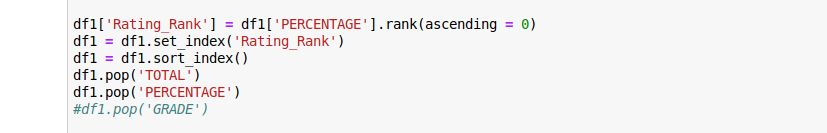 df1['Rating_Rank'] = df1['PERCENTAGE'].rank(ascending = 0)
df1 = df1.set_index('Rating_Rank')
df1 = df1.sort_index()
df1.pop('TOTAL')
df1.pop('PERCENTAGE')
#df1.pop('GRADE')